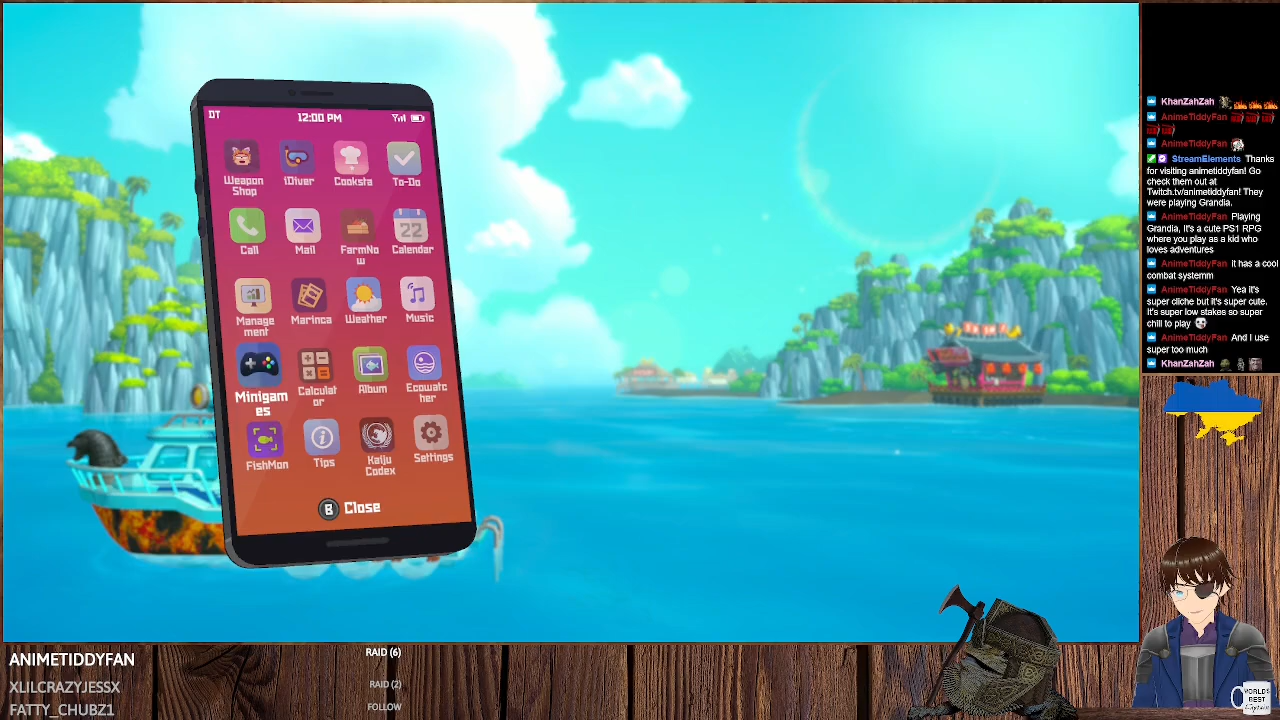 DT 12:00 PM
Weapon Shop
iDiver
Cooksta
To-Do
Call
Mail
FarmNo
w
Calendar
22
Manage
ment
Marinca
Weather
Music
Minigam
es
Calculat
or
Album
Ecowatc
her
FishMon
Tips
Kaiju
Codex
Settings
B Close
KhanZahZah
AnimeTiddyFan
AnimeTiddyFan
StreamElements Thanks
for visiting animetiddyfan! Go
check them out at
Twitch.tv/animetiddyfan! They
were playing Grandia.
AnimeTiddyFan Playing
Grandia, it's a cute PS1 RPG
where you play as a kid who
loves adventures
AnimeTiddyFan it has a cool
combat systemm
AnimeTiddyFan Yea it's
super cliche but it's super cute.
it's super low stakes so super
chill to play
AnimeTiddyFan And I use
super too much
KhanZahZah
ANIMETIDDYFAN RAID (6)
XLILCRAZYJESSX RAID (2)
FATTY_CHUBZ1 FOLLOW
WORLD'S
BEST
Captain